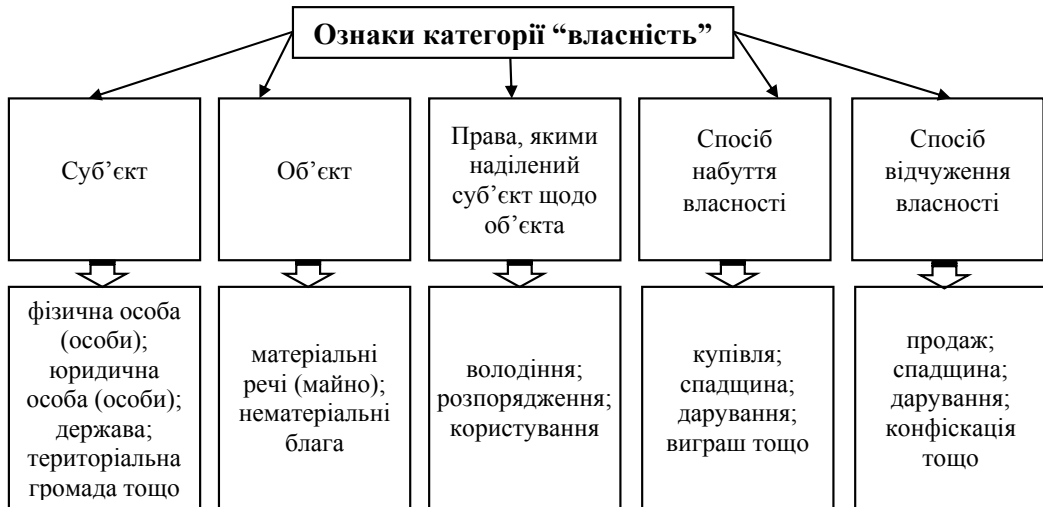 Ознаки категорії “власність”
Суб’єкт
Об’єкт
Права, якими
наділений
суб’єкт щодо
об’єкта
Спосіб
набуття
власності
Спосіб
відчуження
власності
фізична особа
(особи);
юридична
особа (особи);
держава;
територіальна
громада тощо
матеріальні
речі (майно);
нематеріальні
блага
володіння;
розпорядження;
користування
купівля;
спадщина;
дарування;
виграш тощо
продаж;
спадщина;
дарування;
конфіскація
тощо